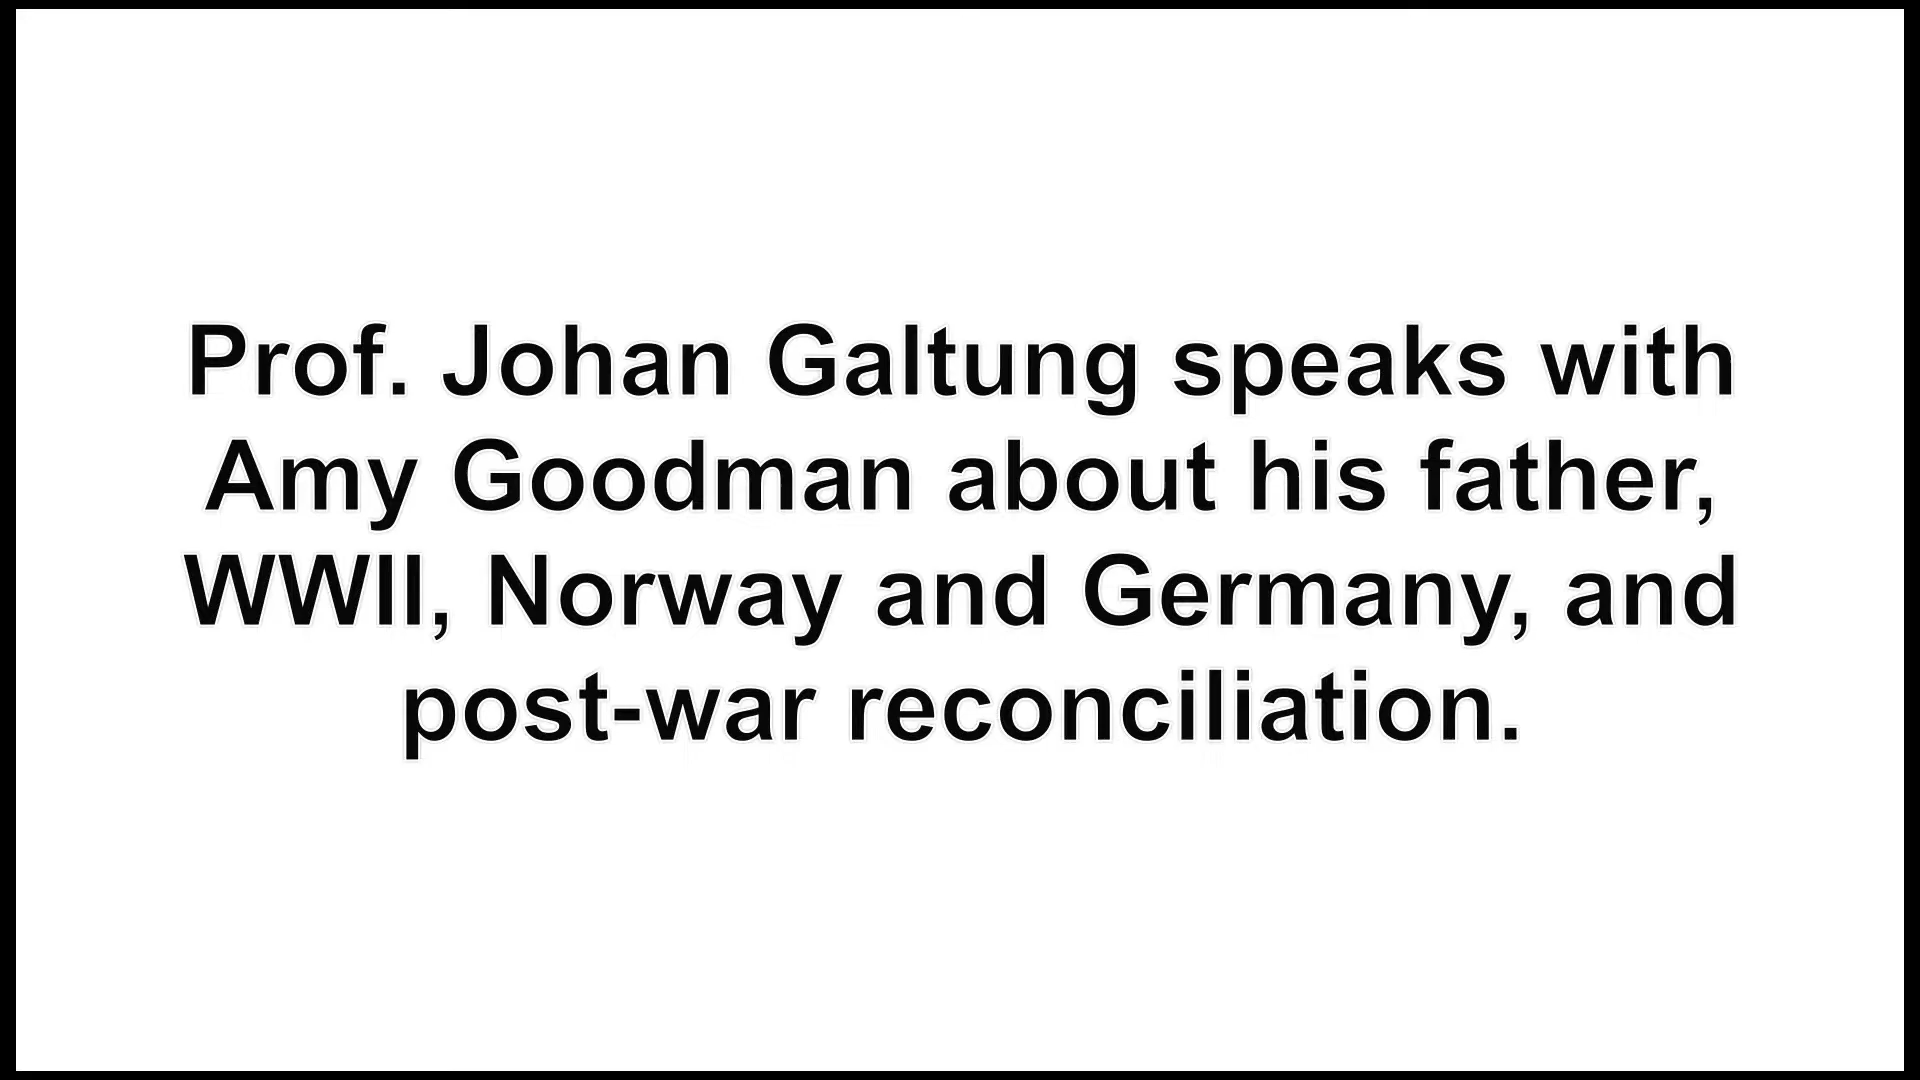 Prof. Johan Galtung speaks with
Amy Goodman about his father,
WWII, Norway and Germany, and
post-war reconciliation.